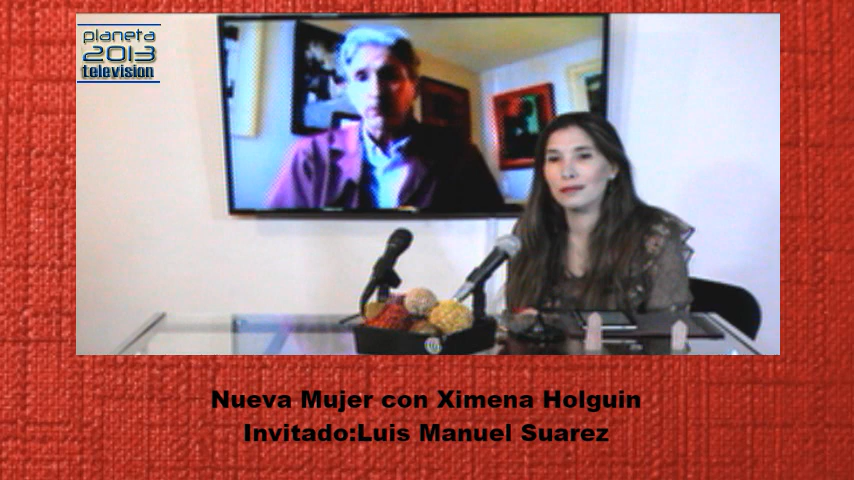 planeta
2013
television
Nueva Mujer con Ximena Holguin
Invitado:Luis Manuel Suarez